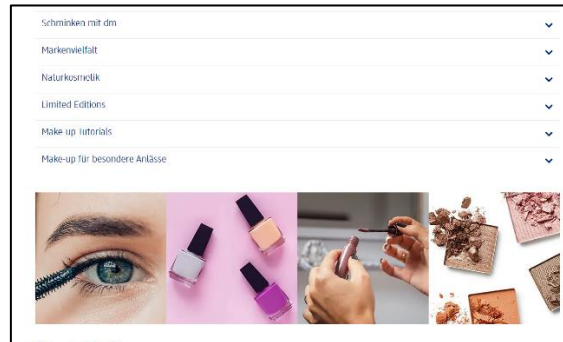 Schminken mit dm
Markenvielfalt
Naturkosmetik
Limited Editions
Make-up Tutorials
Make-up für besondere Anlässe